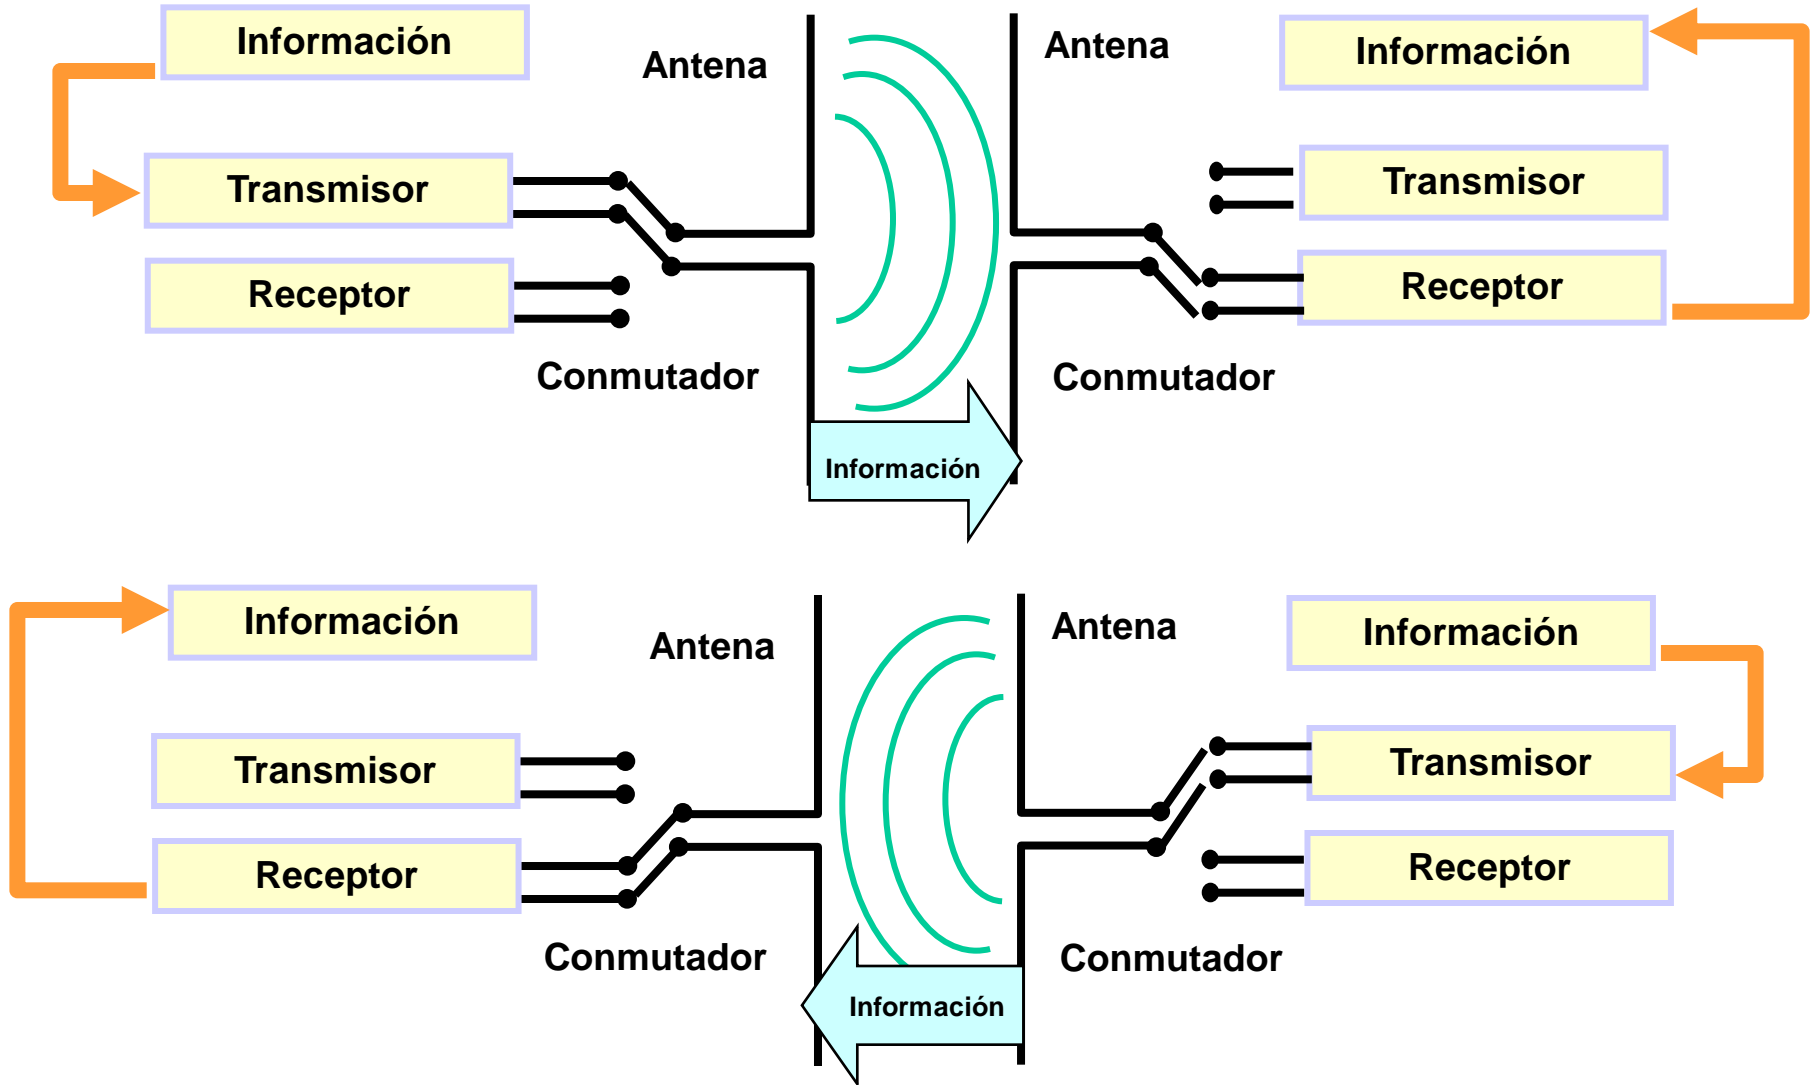 Información
Antena
Antena
Información
Transmisor
Transmisor
Receptor
Receptor
Conmutador
Conmutador
Información
Información
Antena
Antena
Información
Transmisor
Transmisor
Receptor
Receptor
Conmutador
Conmutador
Información